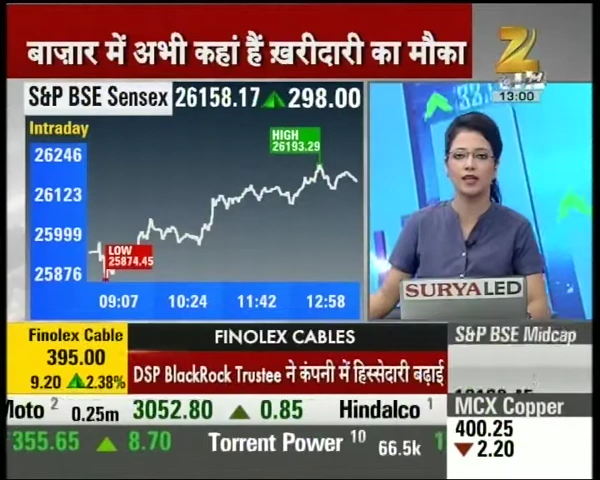 बाज़ार में अभी कहां हैं ख़रीदारी का मौका
13:00
S&P BSE Sensex 26158.17 298.00
Intraday
26246
26123
25999
25876
HIGH
26193.29
LOW
25874.45
09:07 10:24 11:42 12:58
SURYA LED
Finolex Cable
395.00
9.20 2.38%
FINOLEX CABLES
DSP BlackRock Trustee ने कंपनी में हिस्सेदारी बढ़ाई
S&P BSE Midcap
Moto 2 0.25m 3052.80 0.85 Hindalco 1
355.65 8.70 Torrent Power 10 66.5k
MCX Copper
400.25
2.20